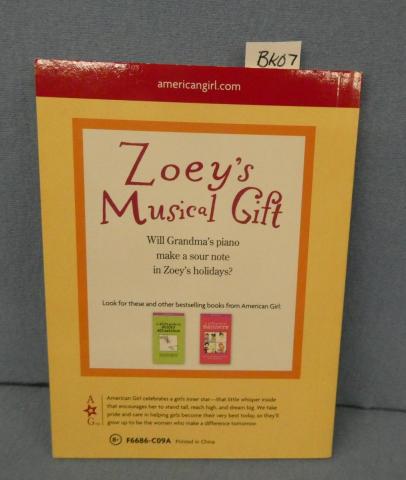 BK07
americangirl.com
Zoey's
Musical Gift
Will Grandma's piano
make a sour note
in Zoey's holidays?
Look for these and other bestselling books from American Girl:
American Girl celebrates a girl's inner star—that little whisper inside
that encourages her to stand tall, reach high, and dream big. We take
pride and care in helping girls become their very best today, so they'll
grow up to be the women who make a difference tomorrow.
A
G
8+ F6686-C09A Printed in China